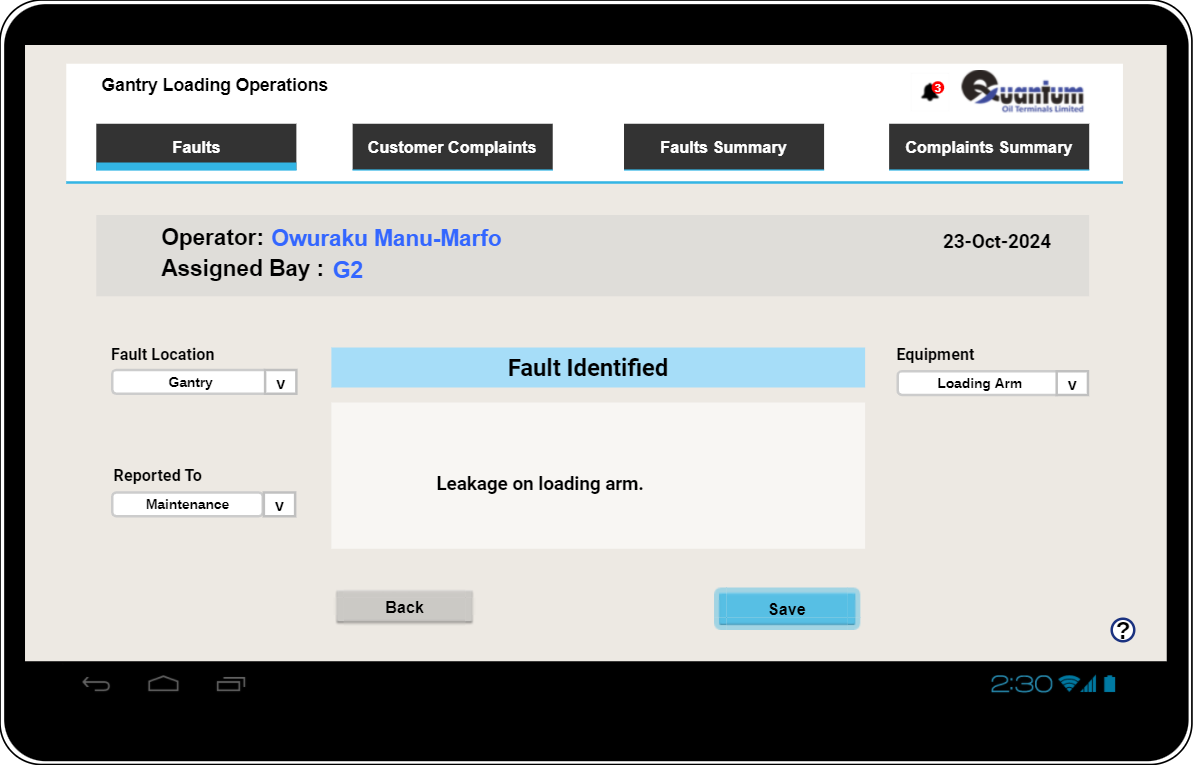 Gantry Loading Operations
3
Quantum
Oil Terminals Limited
Faults
Customer Complaints
Faults Summary
Complaints Summary
Operator: Owuraku Manu-Marfo
23-Oct-2024
Assigned Bay : G2
Fault Location
Gantry v
Fault Identified
Equipment
Loading Arm v
Reported To
Maintenance v
Leakage on loading arm.
Back
Save
?
2:30